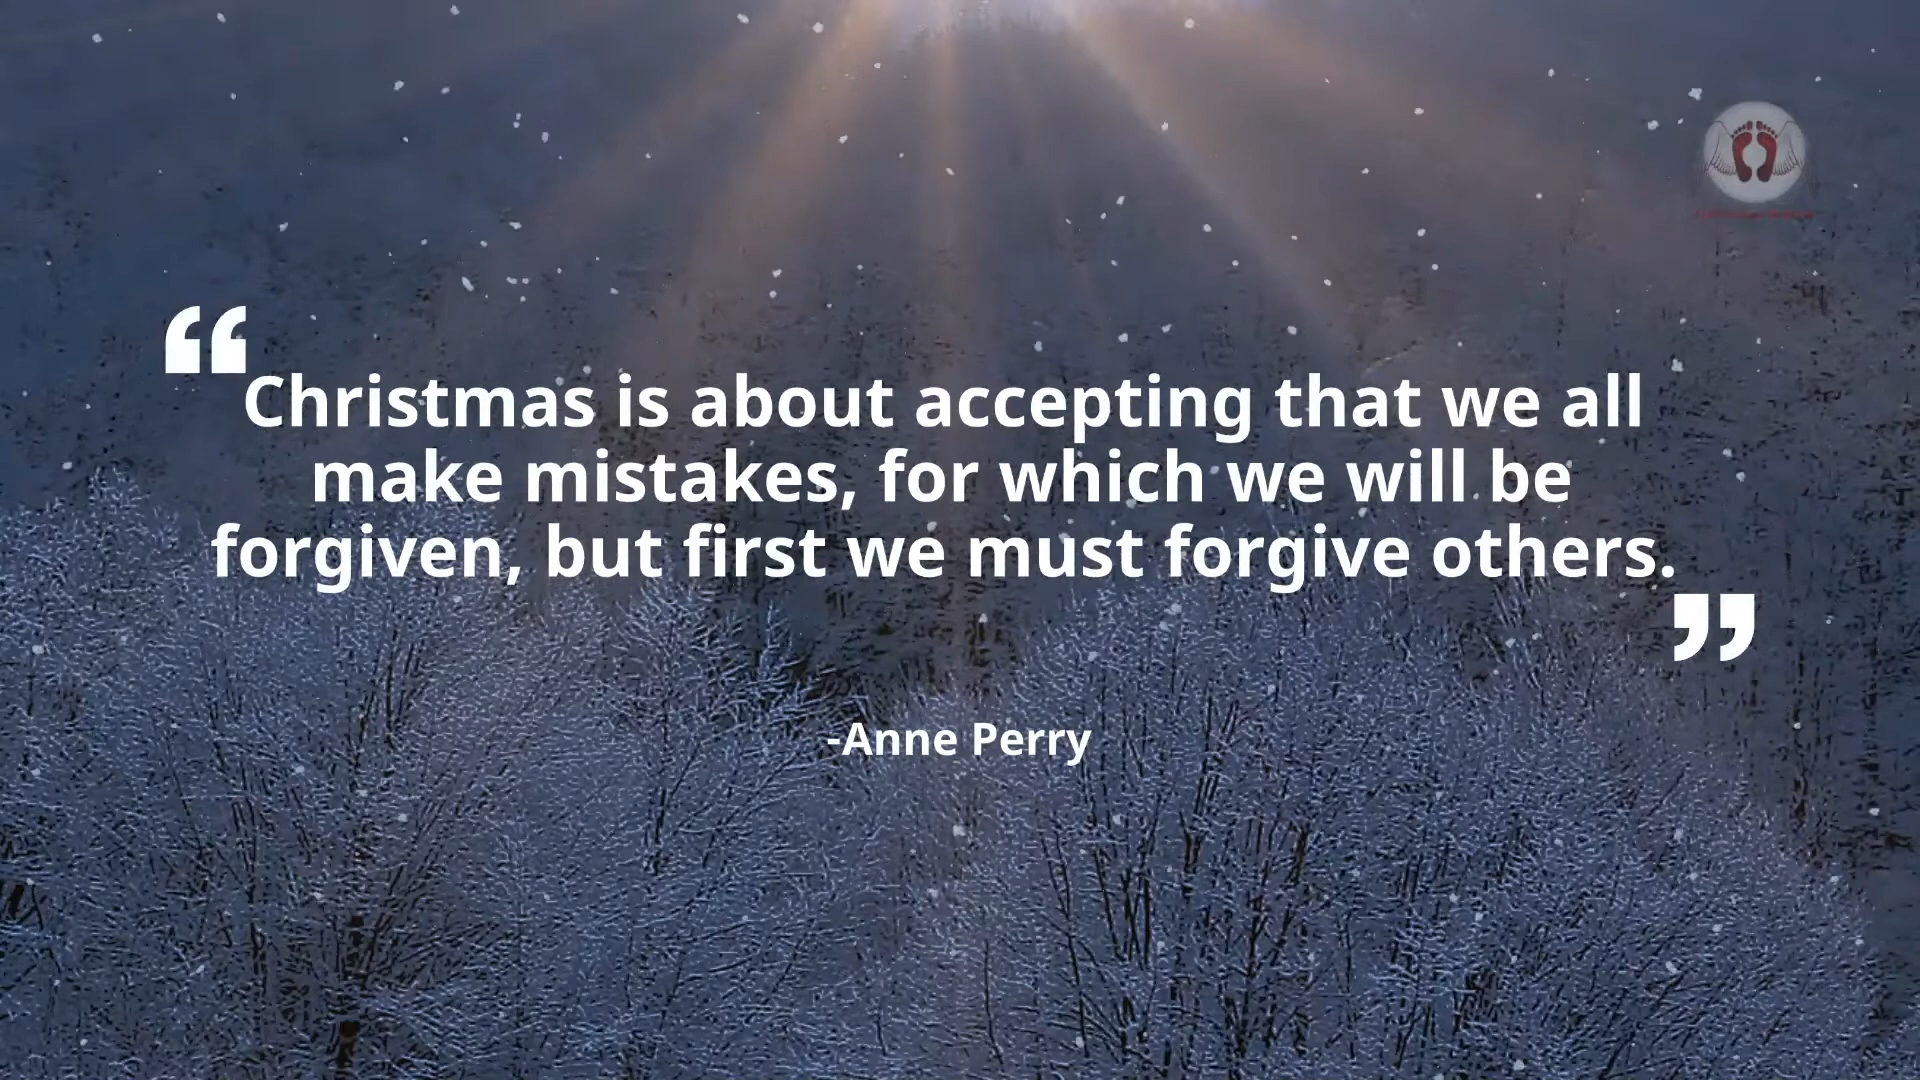 “
Christmas is about accepting that we all
make mistakes, for which we will be
forgiven, but first we must forgive others.
”
-Anne Perry